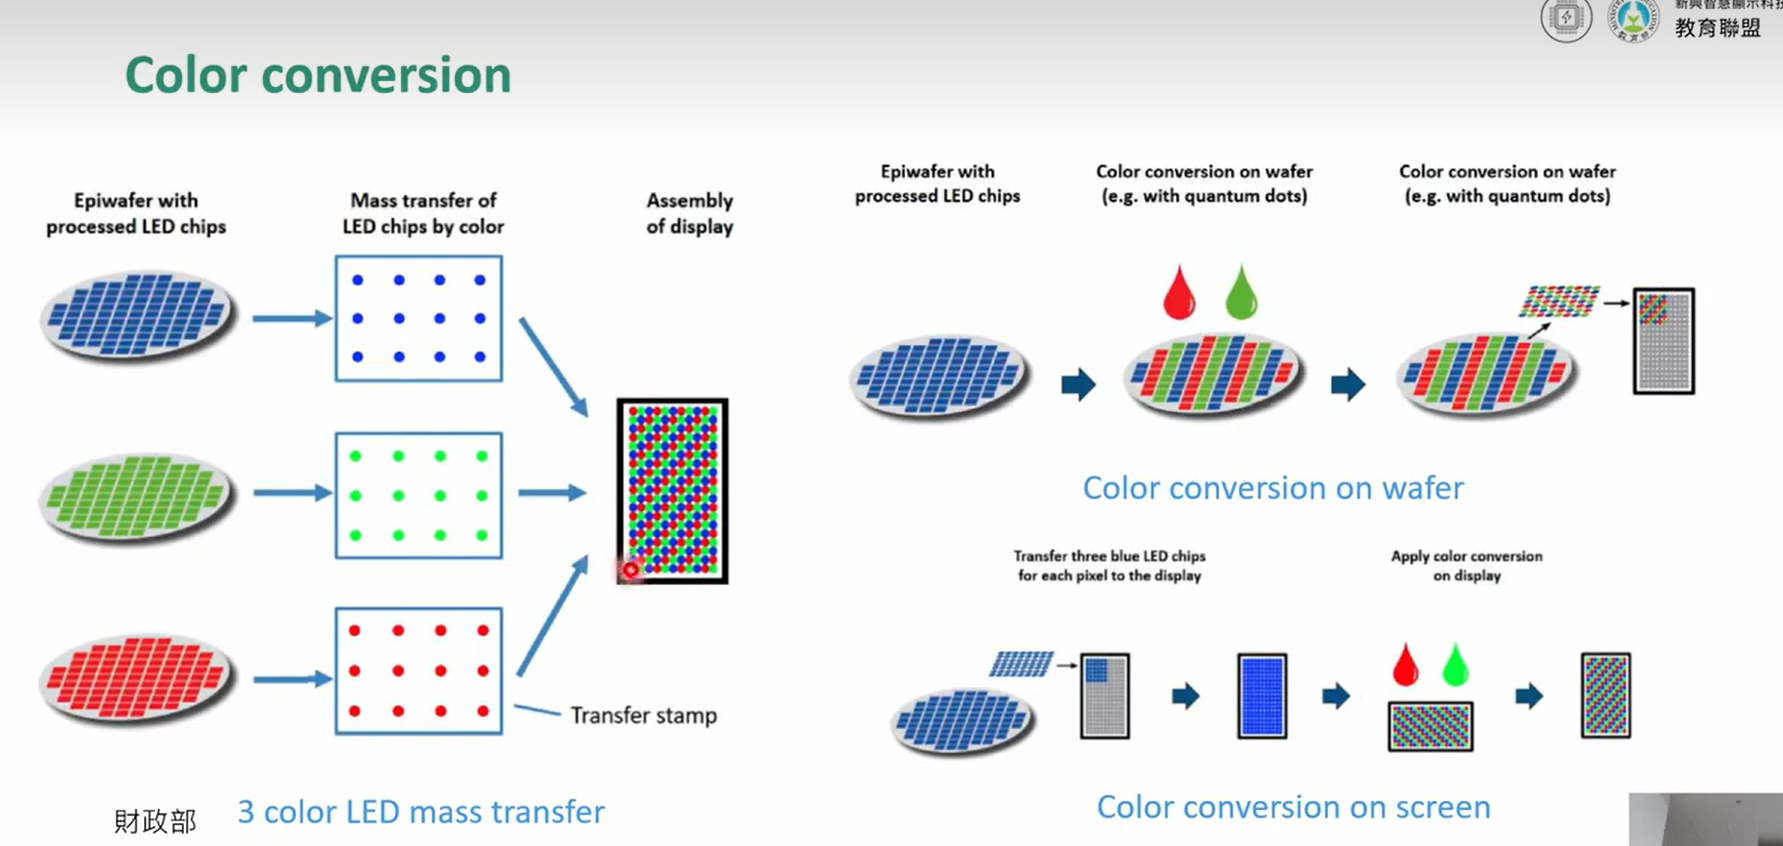 新興智慧顯示科技
教育聯盟
Color conversion
Epiwafer with
processed LED chips
Mass transfer of
LED chips by color
Assembly
of display
Transfer stamp
財政部
3 color LED mass transfer
Epiwafer with
processed LED chips
Color conversion on wafer
(e.g. with quantum dots)
Color conversion on wafer
(e.g. with quantum dots)
Color conversion on wafer
Transfer three blue LED chips
for each pixel to the display
Apply color conversion
on display
Color conversion on screen